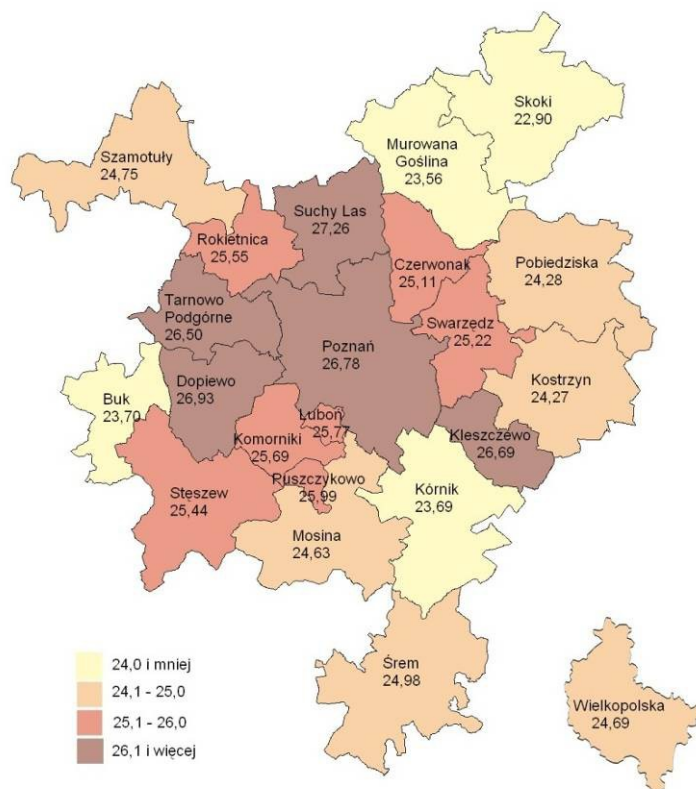 Skoki
22,90
Murowana
Goślina
23,56
Szamotuły
24,75
Suchy Las
27,26
Rokietnica
25,55
Czerwonak
25,11
Pobiedziska
24,28
Tarnowo
Podgórne
26,50
Swarzędz
25,22
Poznań
26,78
Dopiewo
26,93
Kostrzyn
24,27
Buk
23,70
Luboń
25,77
Komorniki
25,69
Kleszczewo
26,69
Puszczykowo
25,99
Stęszew
25,44
Kórnik
23,69
Mosina
24,63
Śrem
24,98
Wielkopolska
24,69
24,0 i mniej
24,1 - 25,0
25,1 - 26,0
26,1 i więcej